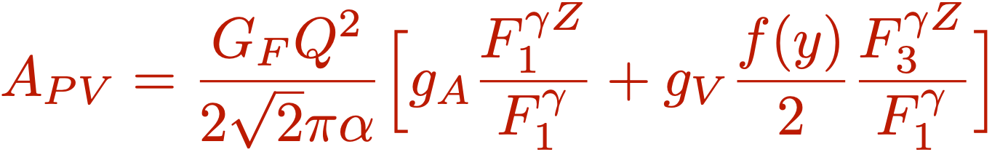 A_{PV} = \frac{G_F Q^2}{2\sqrt{2}\pi\alpha} \left[ g_A \frac{F_1^{\gamma Z}}{F_1^{\gamma}} + g_V \frac{f(y)}{2} \frac{F_3^{\gamma Z}}{F_1^{\gamma}} \right]